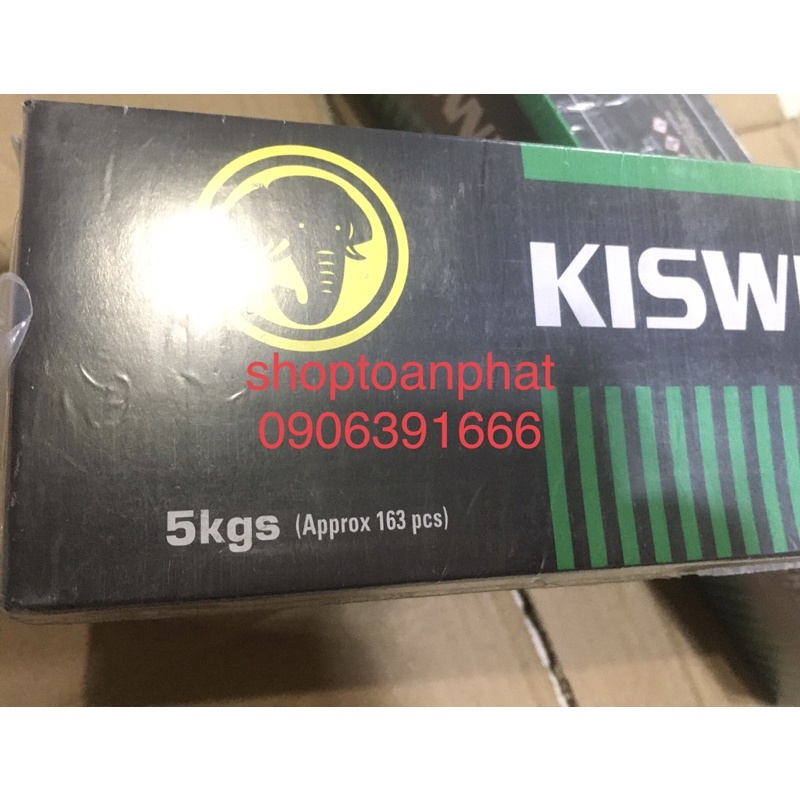 KISW
shoptoanphat
0906391666
5kgs (Approx 163 pcs)